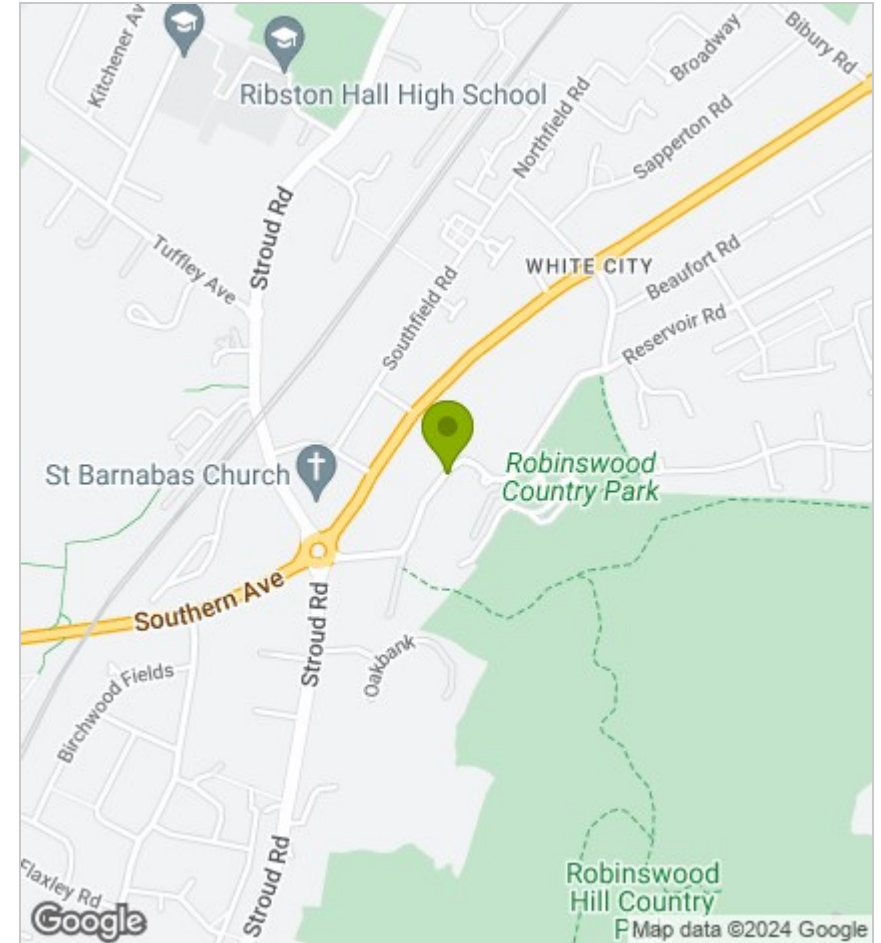 Kitchener Av
Ribston Hall High School
Broadway
Bibury Rd
Northfield Rd
Sapperton Rd
Stroud Rd
Tuffley Ave
WHITE CITY
Beaufort Rd
Southfield Rd
Reservoir Rd
St Barnabas Church
Robinswood
Country Park
Southern Ave
Stroud Rd
Oakbank
Birchwood Fields
Stroud Rd
Flaxley Rd
Robinswood
Hill Country
P
Google
Map data ©2024 Google